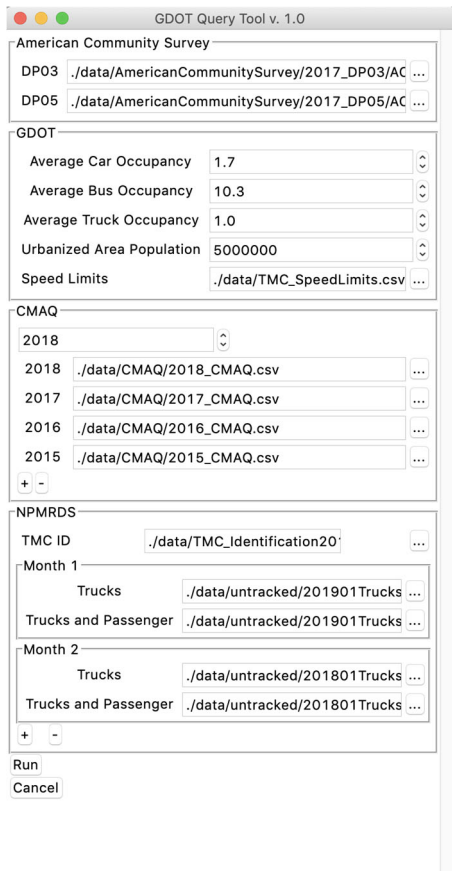 GDOT Query Tool v. 1.0
American Community Survey
DP03 ./data/AmericanCommunitySurvey/2017_DP03/AC ...
DP05 ./data/AmericanCommunitySurvey/2017_DP05/AC ...
GDOT
Average Car Occupancy 1.7
Average Bus Occupancy 10.3
Average Truck Occupancy 1.0
Urbanized Area Population 5000000
Speed Limits ./data/TMC_SpeedLimits.csv ...
CMAQ
2018
2018 ./data/CMAQ/2018_CMAQ.csv ...
2017 ./data/CMAQ/2017_CMAQ.csv ...
2016 ./data/CMAQ/2016_CMAQ.csv ...
2015 ./data/CMAQ/2015_CMAQ.csv ...
+ -
NPMRDS
TMC ID ./data/TMC_Identification201 ...
Month 1
Trucks ./data/untracked/201901Trucks ...
Trucks and Passenger ./data/untracked/201901Trucks ...
Month 2
Trucks ./data/untracked/201801Trucks ...
Trucks and Passenger ./data/untracked/201801Trucks ...
+ -
Run
Cancel